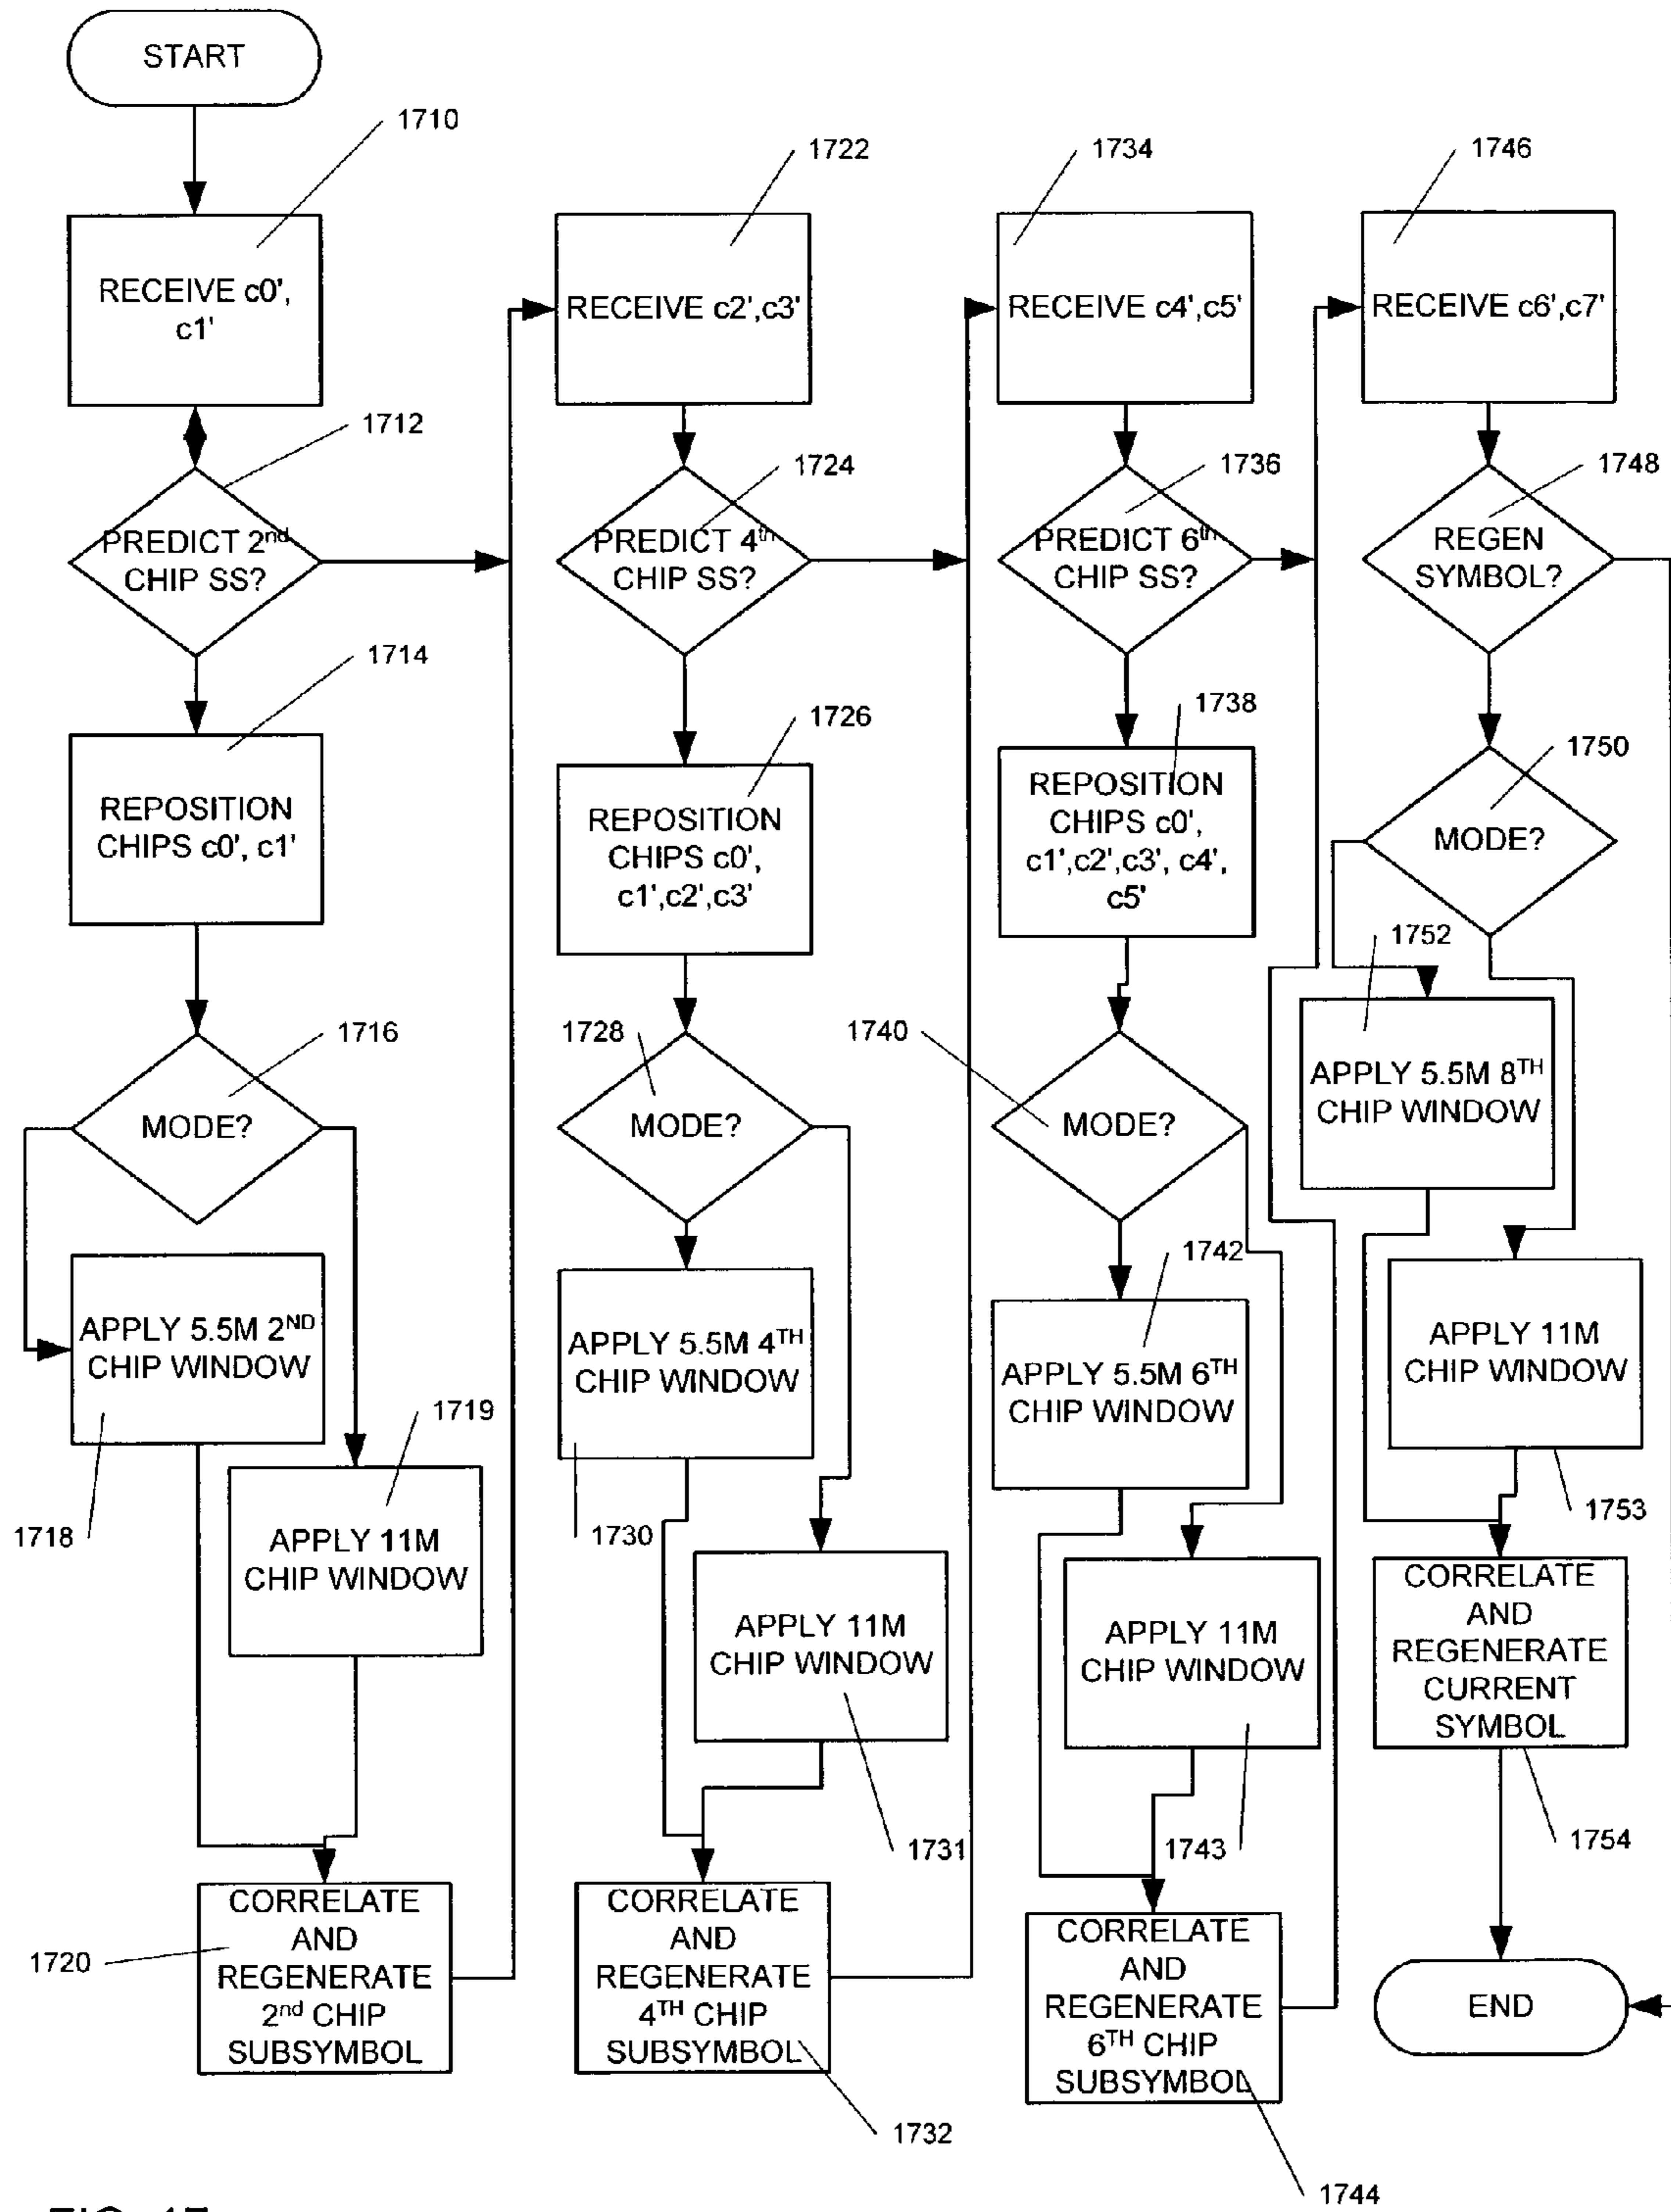 START
1710
RECEIVE c0',
c1'
1712
PREDICT 2nd
CHIP SS?
1714
REPOSITION
CHIPS c0', c1'
1716
MODE?
APPLY 5.5M 2ND
CHIP WINDOW
1718
1719
APPLY 11M
CHIP WINDOW
1720
CORRELATE
AND
REGENERATE
2nd CHIP
SUBSYMBOL
1722
RECEIVE c2',c3'
1724
PREDICT 4th
CHIP SS?
1726
REPOSITION
CHIPS c0',
c1',c2',c3'
1728
MODE?
APPLY 5.5M 4TH
CHIP WINDOW
1730
APPLY 11M
CHIP WINDOW
1731
CORRELATE
AND
REGENERATE
4TH CHIP
SUBSYMBOL
1732
1734
RECEIVE c4',c5'
1736
PREDICT 6th
CHIP SS?
1738
REPOSITION
CHIPS c0',
c1',c2',c3', c4',
c5'
1740
MODE?
1742
APPLY 5.5M 6TH
CHIP WINDOW
APPLY 11M
CHIP WINDOW
1743
CORRELATE
AND
REGENERATE
6TH CHIP
SUBSYMBOL
1744
1746
RECEIVE c6',c7'
1748
REGEN
SYMBOL?
1750
MODE?
1752
APPLY 5.5M 8TH
CHIP WINDOW
APPLY 11M
CHIP WINDOW
1753
CORRELATE
AND
REGENERATE
CURRENT
SYMBOL
1754
END